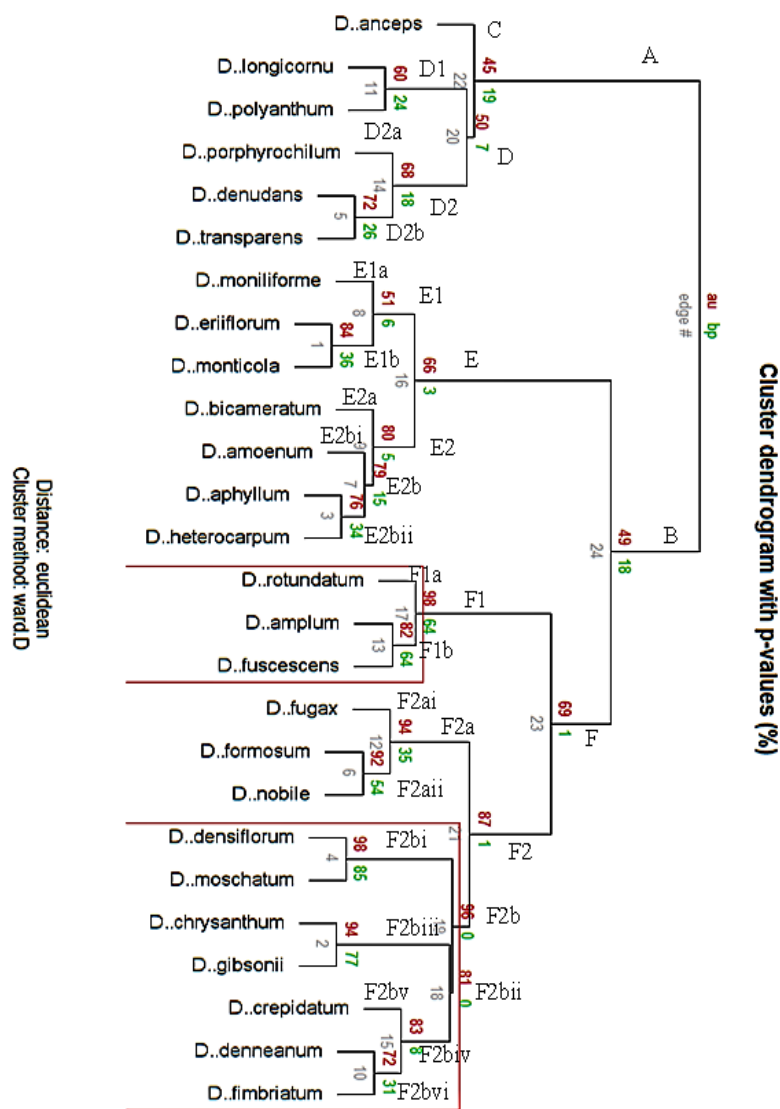 D..anceps
C
45
A
D..longicornu
60
D1
22
11
24
19
D..polyanthum
50
D2a
20
7
D
D..porphyrochilum
68
14
18
D2
D..denudans
72
5
26
D2b
D..transparens
D..moniliforme
E1a
51
E1
8
6
au bp
edge #
D..eriiflorum
84
1
36
E1b
D..monticola
66
E
16
3
D..bicameratum
E2a
80
E2
5
D..amoenum
E2bi
9
79
E2b
7
15
D..aphyllum
76
3
34
E2bii
D..heterocarpum
49
B
24
18
D..rotundatum
F1a
98
F1
17
64
D..amplum
82
13
64
F1b
D..fuscescens
D..fugax
F2ai
94
F2a
12
35
69
23
1
F
D..formosum
92
6
54
F2aii
D..nobile
87
21
1
F2
D..densiflorum
98
F2bi
4
85
D..moschatum
96
F2b
19
0
D..chrysanthum
94
F2biii
2
77
D..gibsonii
81
18
0
F2bii
D..crepidatum
F2bv
83
15
8
F2biv
D..denneanum
72
10
31
F2bvi
D..fimbriatum
Cluster dendrogram with p-values (%)
Distance: euclidean
Cluster method: ward.D